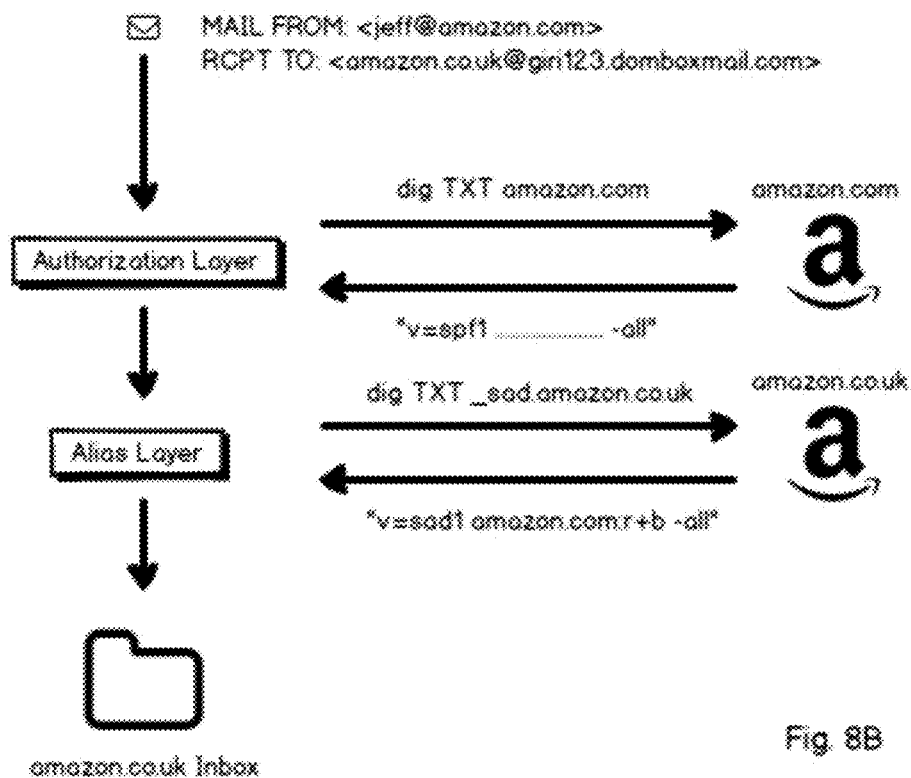 MAIL FROM: <jeff@amazon.com>
RCPT TO: <amazon.co.uk@giri123.domboxmail.com>
dig TXT amazon.com
amazon.com
Authorization Layer
"v=spf1 .................... -all"
dig TXT _sad.amazon.co.uk
amazon.co.uk
Alias Layer
"v=sad1 amazon.com:r+b -all"
amazon.co.uk Inbox
Fig. 8B